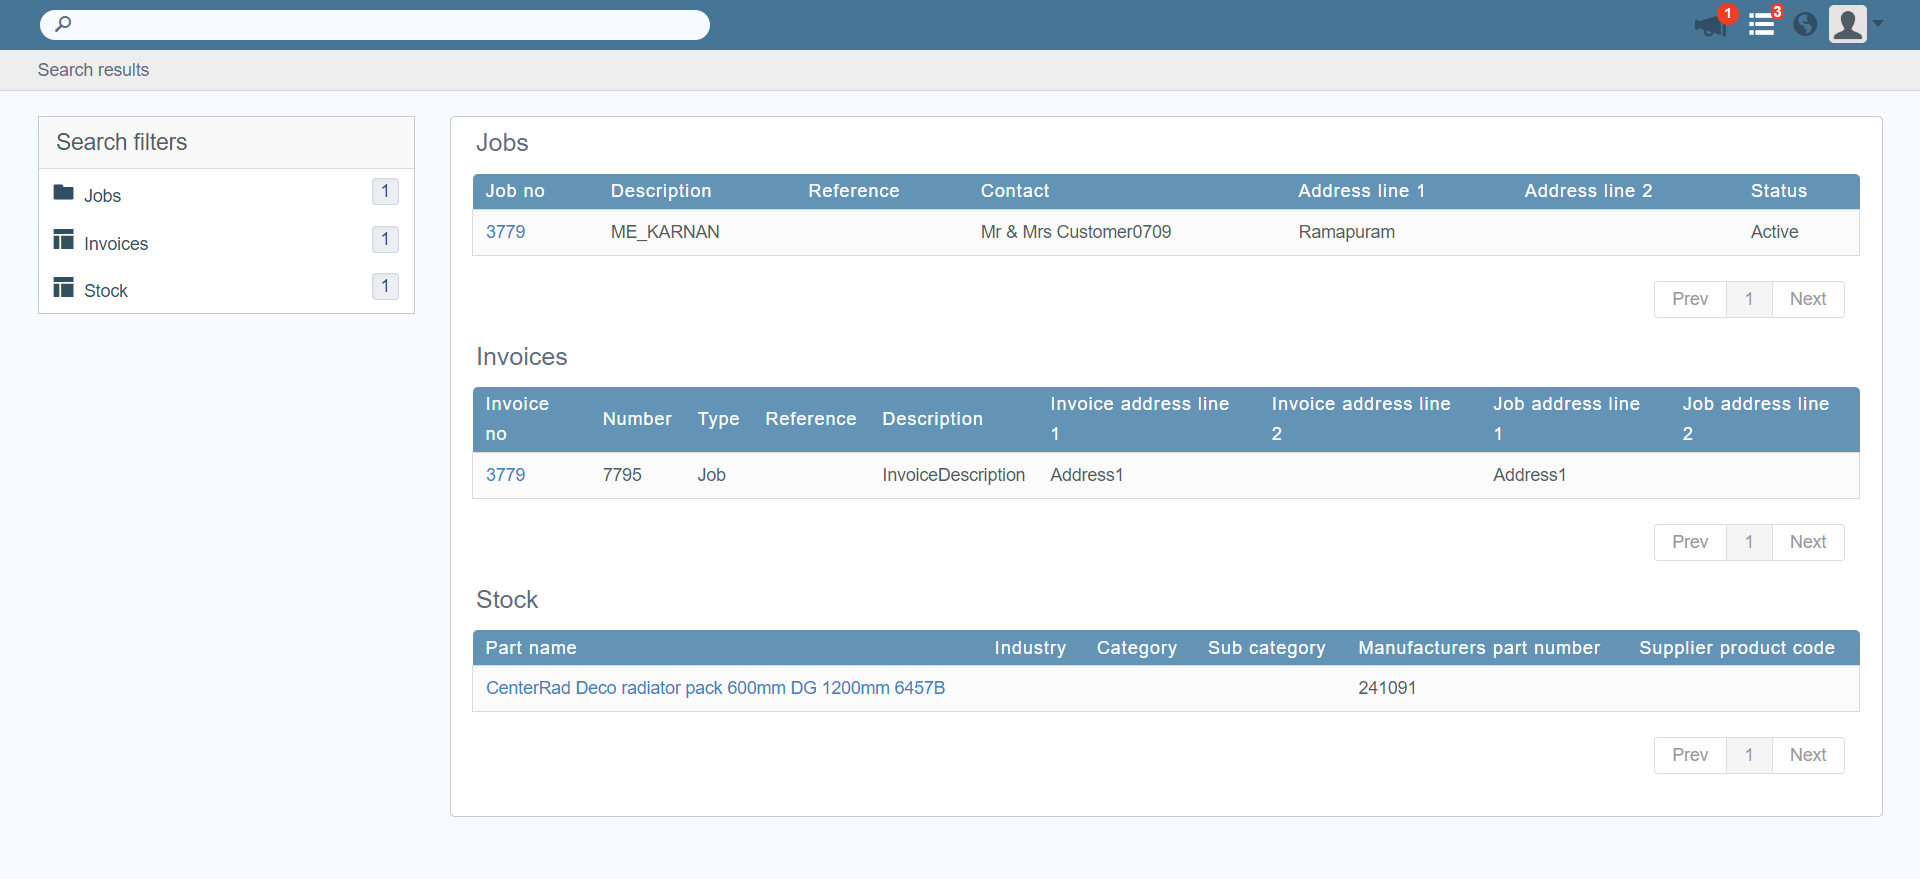 1
3
Search results
Search filters
Jobs 1
Invoices 1
Stock 1
Jobs
Job no Description Reference Contact Address line 1 Address line 2 Status
3779 ME_KARNAN Mr & Mrs Customer0709 Ramapuram Active
Prev 1 Next
Invoices
Invoice no Number Type Reference Description Invoice address line 1 Invoice address line 2 Job address line 1 Job address line 2
3779 7795 Job InvoiceDescription Address1 Address1
Prev 1 Next
Stock
Part name Industry Category Sub category Manufacturers part number Supplier product code
CenterRad Deco radiator pack 600mm DG 1200mm 6457B 241091
Prev 1 Next